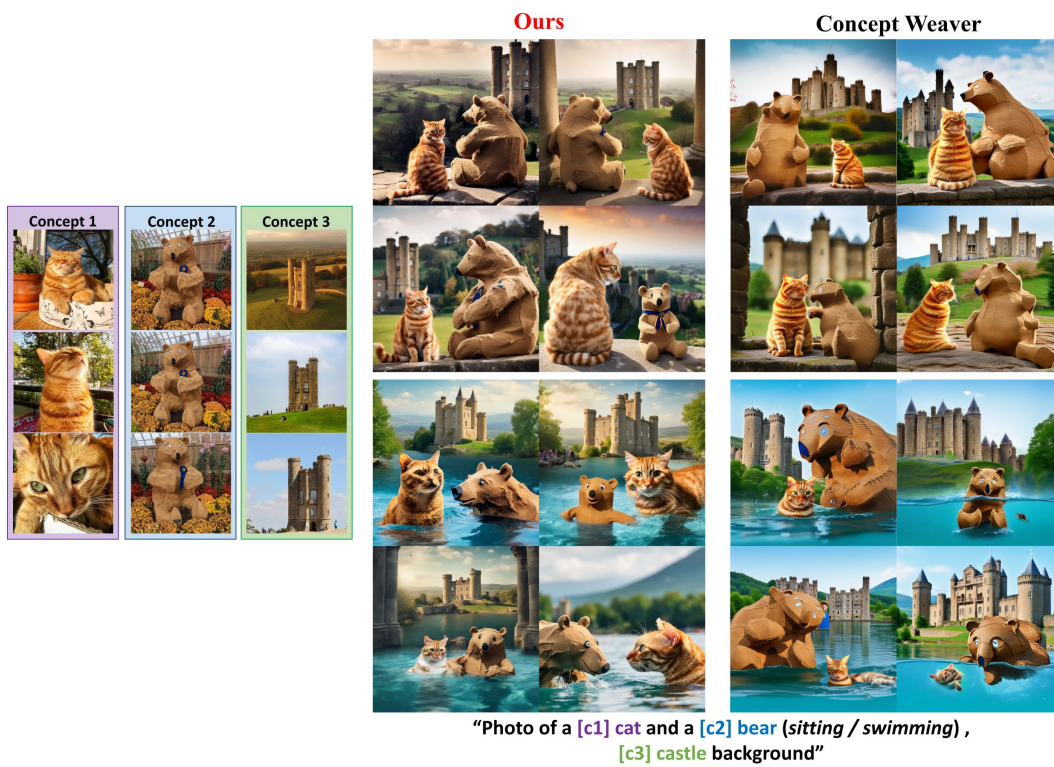 Ours
Concept Weaver
Concept 1
Concept 2
Concept 3
“Photo of a [c1] cat and a [c2] bear (sitting / swimming) ,
[c3] castle background”